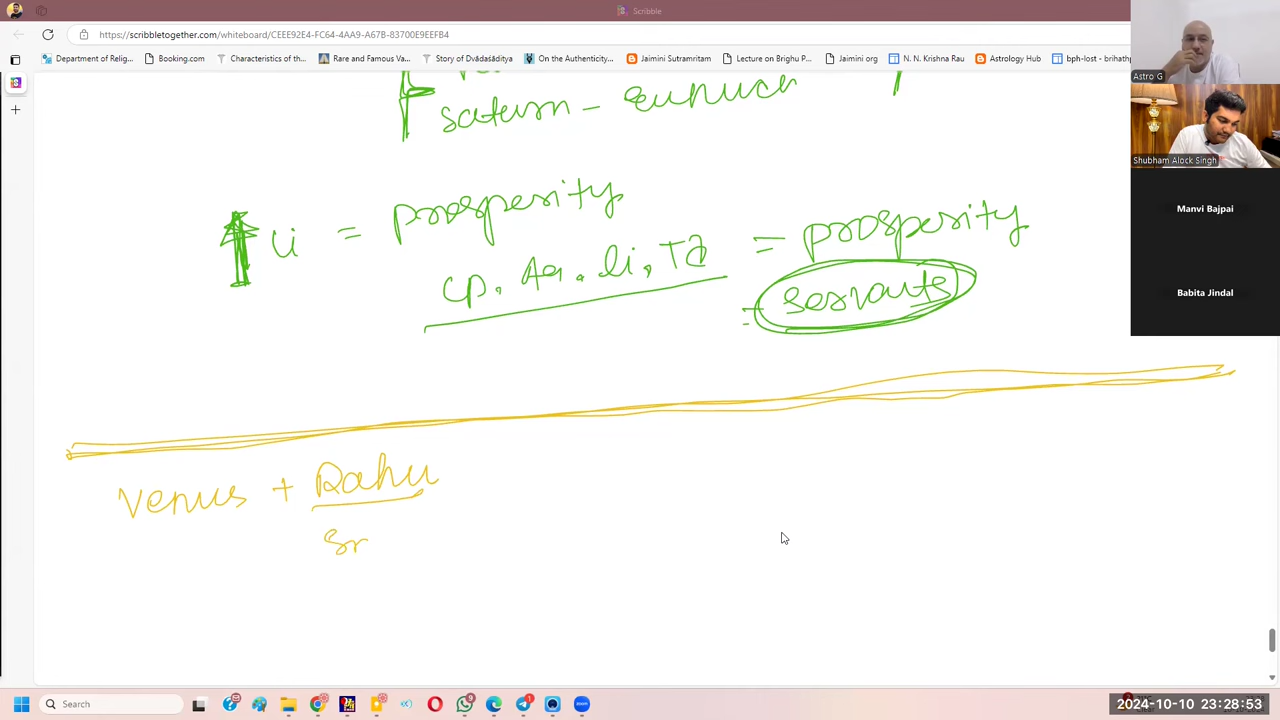 Scribble
https://scribbletogether.com/whiteboard/CEEE92E4-FC64-4AA9-A67B-83700E9EEFB4
Department of Relig...
Booking.com
Characteristics of th...
Rare and Famous Va...
Story of Dvādaśāditya
On the Authenticity...
Jaimini Sutramritam
Lecture on Brighu P...
Jaimini org
N. N. Krishna Rau
Astrology Hub
bph-lost - brihathp
Astro G
Shubham Alock Singh
Manvi Bajpai
Babita Jindal
saturn - eunuch
Li = prosperity
Cp, Aq, Li, Ta = prosperity
= servants
Venus + Rahu
Sr
Search
2024-10-10 23:28:53